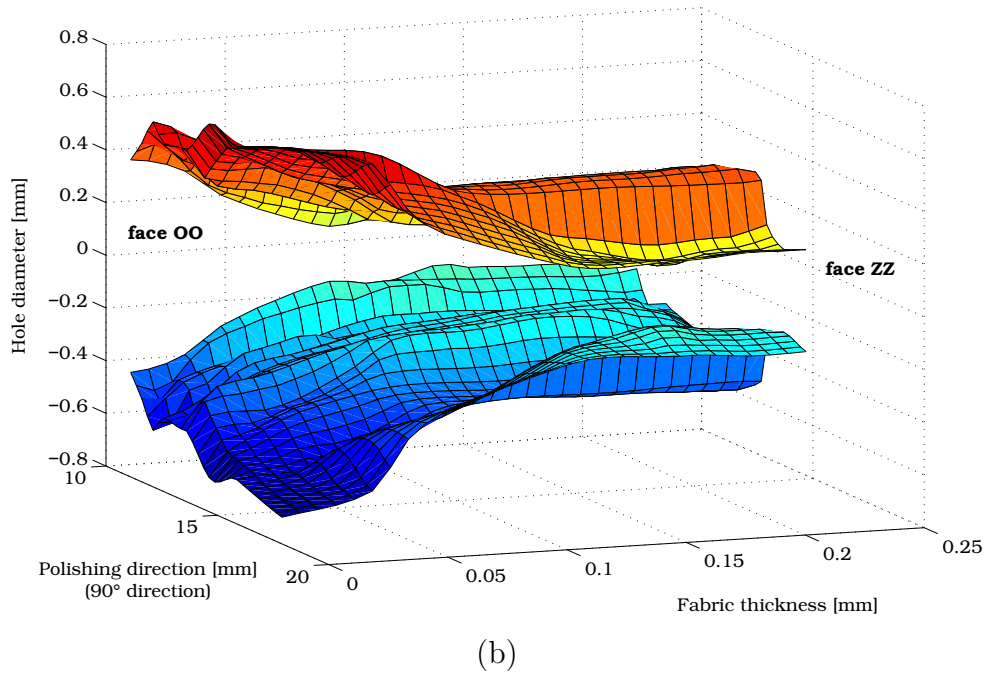 0.8
0.6
0.4
0.2
0
−0.2
−0.4
−0.6
−0.8
Hole diameter [mm]
face OO
face ZZ
10
15
20
Polishing direction [mm]
(90° direction)
0
0.05
0.1
0.15
0.2
0.25
Fabric thickness [mm]
(b)